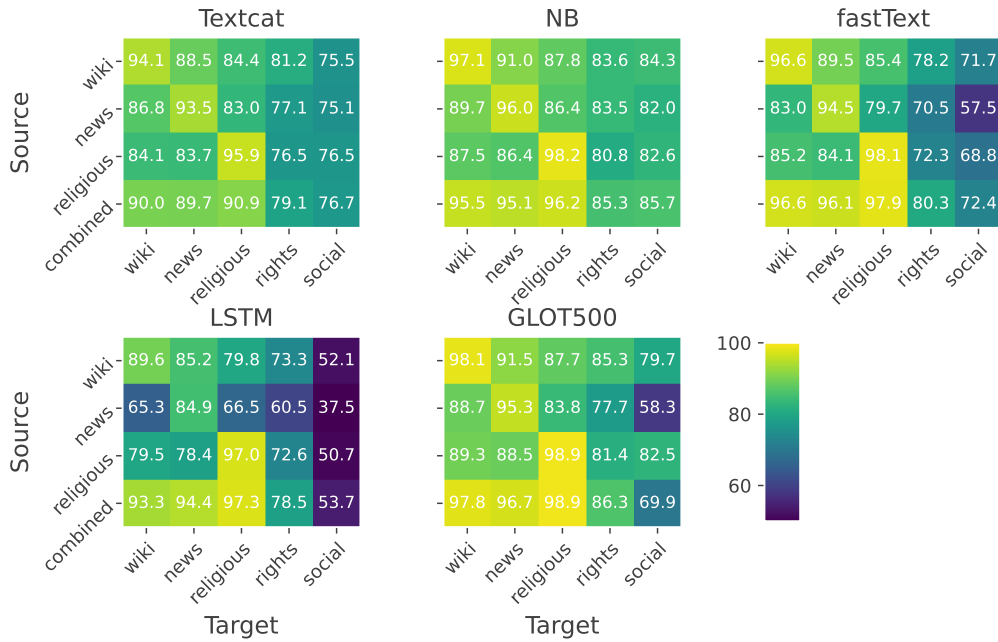 Textcat
NB
fastText
Source
wiki
94.1 88.5 84.4 81.2 75.5
97.1 91.0 87.8 83.6 84.3
96.6 89.5 85.4 78.2 71.7
news
86.8 93.5 83.0 77.1 75.1
89.7 96.0 86.4 83.5 82.0
83.0 94.5 79.7 70.5 57.5
religious
84.1 83.7 95.9 76.5 76.5
87.5 86.4 98.2 80.8 82.6
85.2 84.1 98.1 72.3 68.8
combined
90.0 89.7 90.9 79.1 76.7
95.5 95.1 96.2 85.3 85.7
96.6 96.1 97.9 80.3 72.4
wiki news religious rights social
wiki news religious rights social
wiki news religious rights social
LSTM
GLOT500
Source
wiki
89.6 85.2 79.8 73.3 52.1
98.1 91.5 87.7 85.3 79.7
news
65.3 84.9 66.5 60.5 37.5
88.7 95.3 83.8 77.7 58.3
religious
79.5 78.4 97.0 72.6 50.7
89.3 88.5 98.9 81.4 82.5
combined
93.3 94.4 97.3 78.5 53.7
97.8 96.7 98.9 86.3 69.9
wiki news religious rights social
wiki news religious rights social
Target
Target
100
80
60